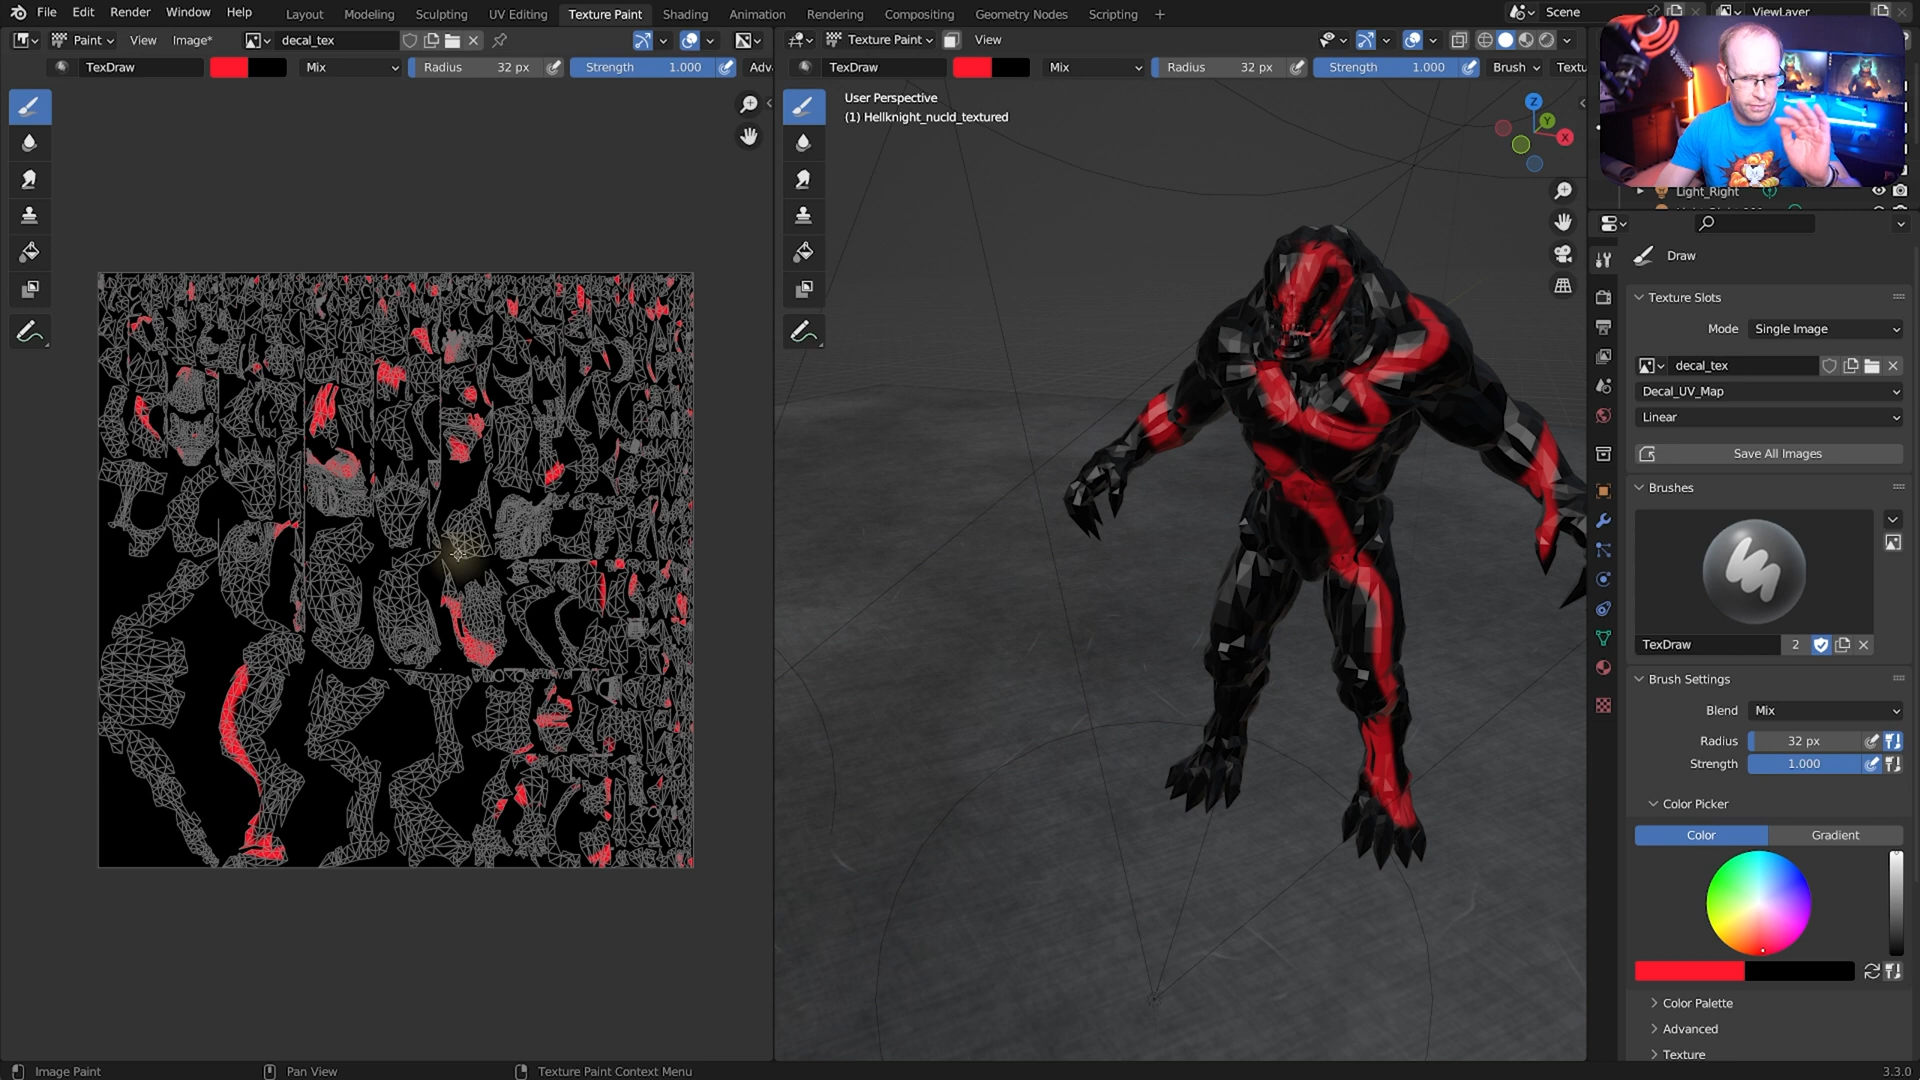 File Edit Render Window Help
Layout Modeling Sculpting UV Editing Texture Paint Shading Animation Rendering Compositing Geometry Nodes Scripting +
Scene
ViewLayer
Paint View Image* decal_tex
Texture Paint View
TexDraw Mix Radius 32 px Strength 1.000 Adv
TexDraw Mix Radius 32 px Strength 1.000 Brush Textu
User Perspective
(1) Hellknight_nucld_textured
Z
Y
X
Light_Right
Draw
Texture Slots
Mode Single Image
decal_tex
Decal_UV_Map
Linear
Save All Images
Brushes
TexDraw 2
Brush Settings
Blend Mix
Radius 32 px
Strength 1.000
Color Picker
Color Gradient
Color Palette
Advanced
Texture
Image Paint Pan View Texture Paint Context Menu 3.3.0